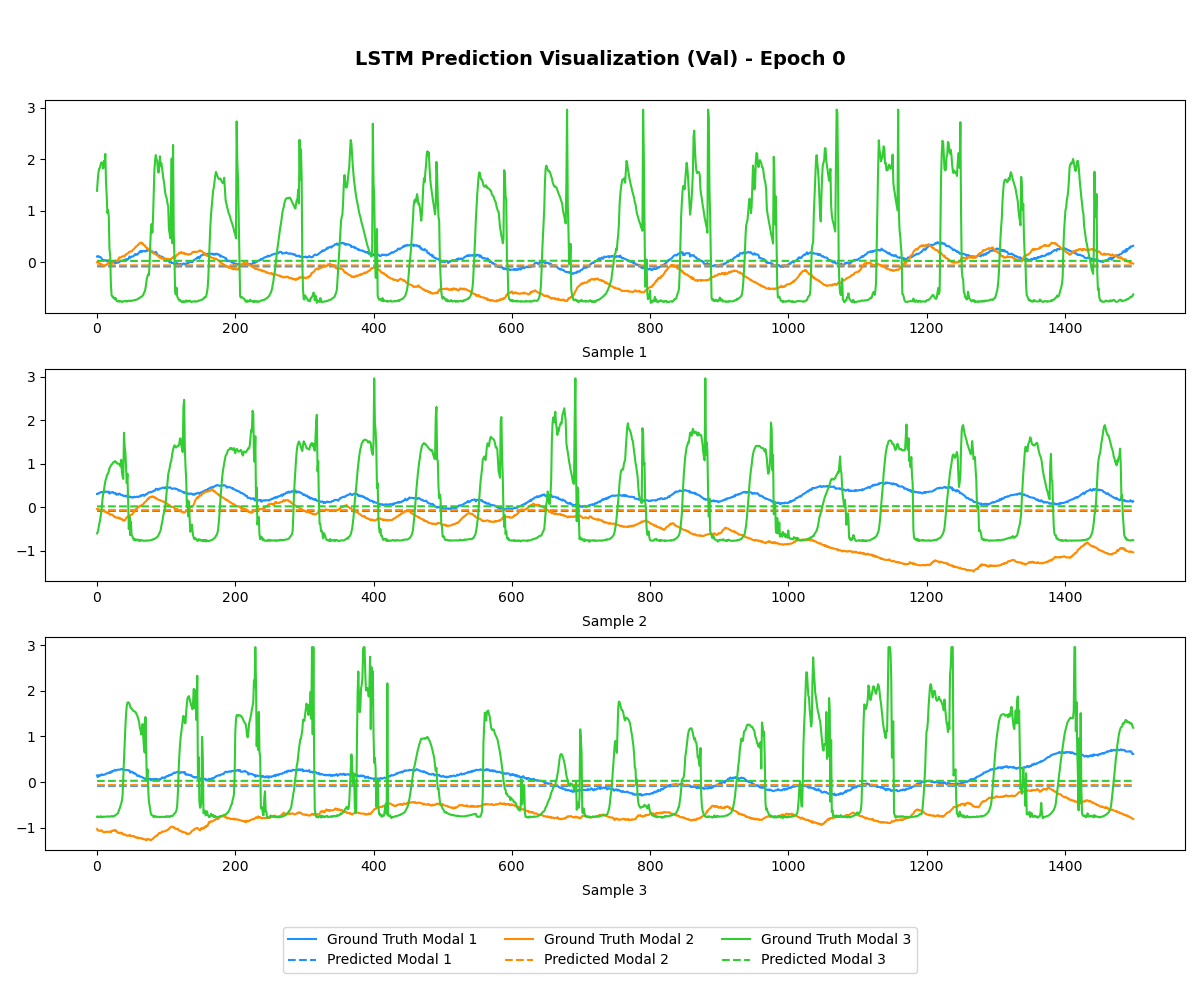 LSTM Prediction Visualization (Val) - Epoch 0
3
2
1
0
0 200 400 600 800 1000 1200 1400
Sample 1
3
2
1
0
−1
0 200 400 600 800 1000 1200 1400
Sample 2
3
2
1
0
−1
0 200 400 600 800 1000 1200 1400
Sample 3
Ground Truth Modal 1 Ground Truth Modal 2 Ground Truth Modal 3
Predicted Modal 1 Predicted Modal 2 Predicted Modal 3